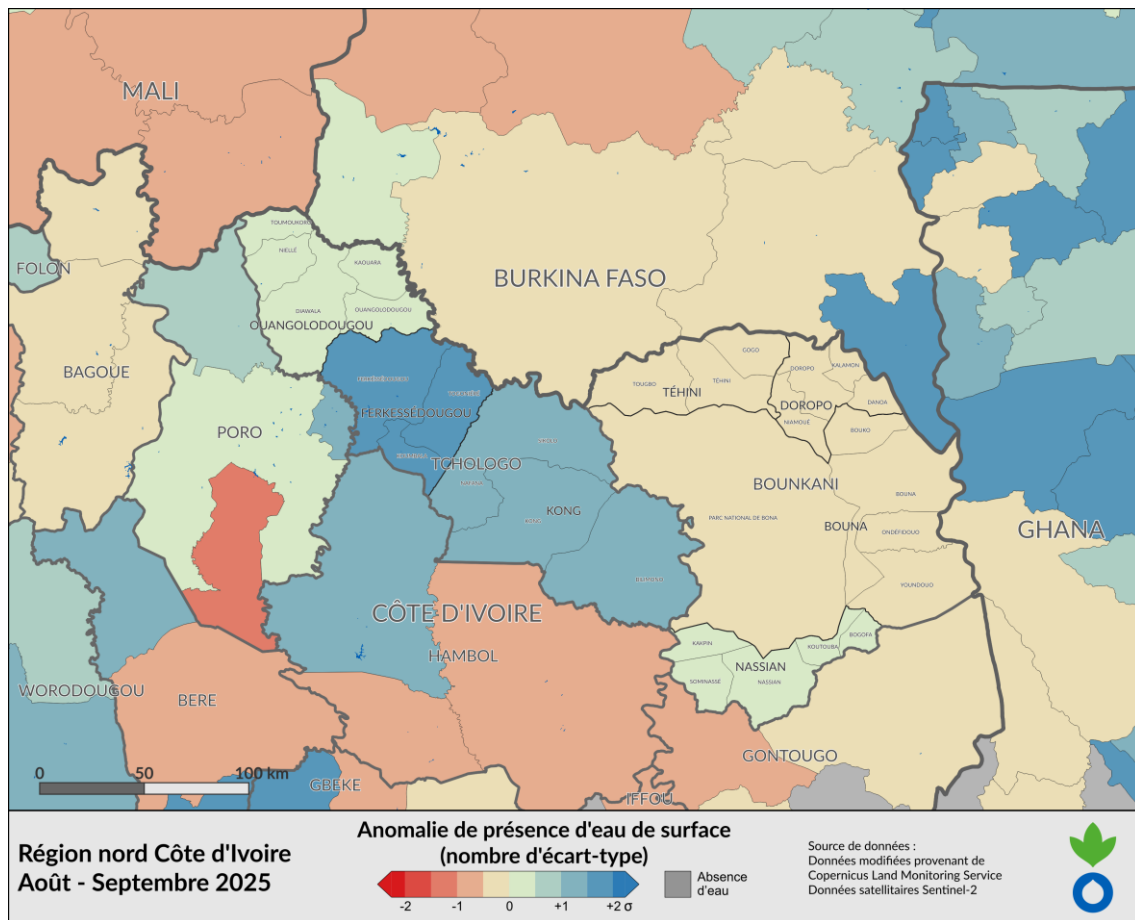 MALI
TOUMOUKORO
NIELLÉ
KAOUARA
FOLON
BURKINA FASO
DIAWALA
OUANGOLODOUGOU
OUANGOLODOUGOU
GOGO
BAGOUE
TOUGBO
TÉHINI
TÉHINI
DOROPO
KALAMON
DANOA
DOROPO
NIAMOUÉ
BOUKO
FERKESSÉDOUGOU
KOUMBALA
PORO
TCHOLOGO
BOUNKANI
BOUNA
PARC NATIONAL DE BONA
BOUNA
KONG
KONG
ONDÉFIDOUO
GHANA
YOUNDOUO
CÔTE D'IVOIRE
HAMBOL
KAKPIN
KOUTOUBA
BOGOFA
NASSIAN
SOMINASSÉ
NASSIAN
WORODOUGOU
BERE
GONTOUGO
0 50 100 km
GBEKE
IFFOU
Région nord Côte d'Ivoire
Août - Septembre 2025
Anomalie de présence d'eau de surface
(nombre d'écart-type)
-2 -1 0 +1 +2 σ
Absence
d'eau
Source de données :
Données modifiées provenant de
Copernicus Land Monitoring Service
Données satellitaires Sentinel-2